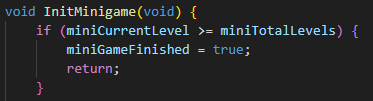 void InitMinigame(void) {
    if (miniCurrentLevel >= miniTotalLevels) {
        miniGameFinished = true;
        return;
    }